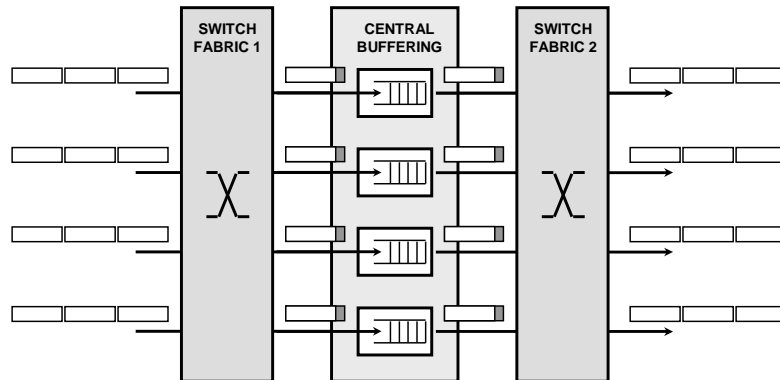 SWITCH
FABRIC 1
CENTRAL
BUFFERING
SWITCH
FABRIC 2